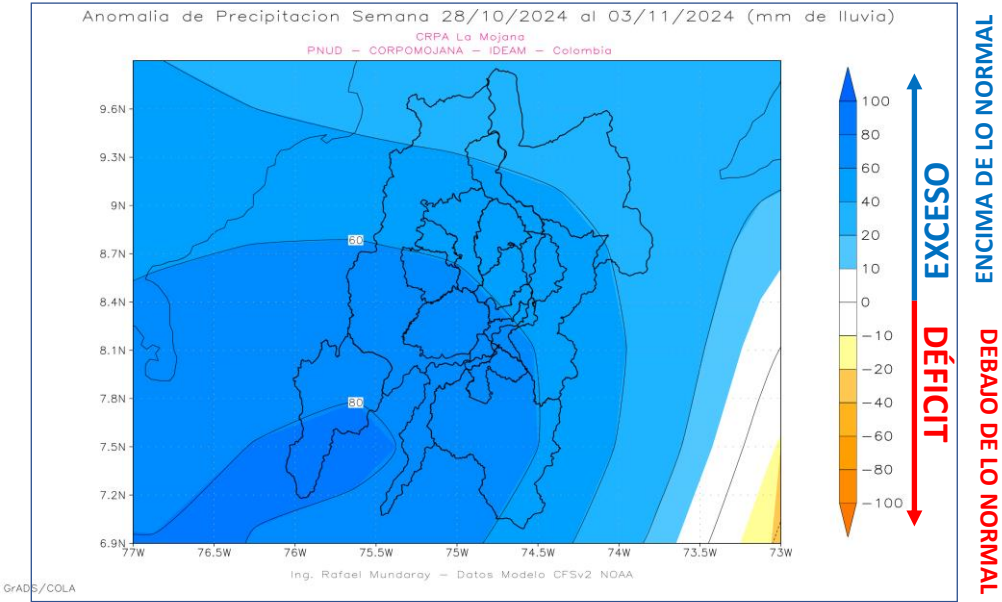 Anomalia de Precipitacion Semana 28/10/2024 al 03/11/2024 (mm de lluvia)
CRPA La Mojana
PNUD – CORPOMOJANA – IDEAM – Colombia
9.6N
9.3N
9N
8.7N
8.4N
8.1N
7.8N
7.5N
7.2N
6.9N
60
80
77W
76.5W
76W
75.5W
75W
74.5W
74W
73.5W
73W
100
80
60
40
20
10
0
−10
−20
−40
−60
−80
−100
EXCESO
DÉFICIT
ENCIMA DE LO NORMAL
DEBAJO DE LO NORMAL
Ing. Rafael Mundaray – Datos Modelo CFSv2 NOAA
GrADS/COLA